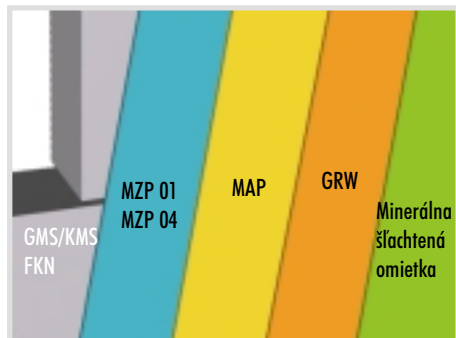 GMS/KMS
FKN
MZP 01
MZP 04
MAP
GRW
Minerálna
šľachtená
omietka